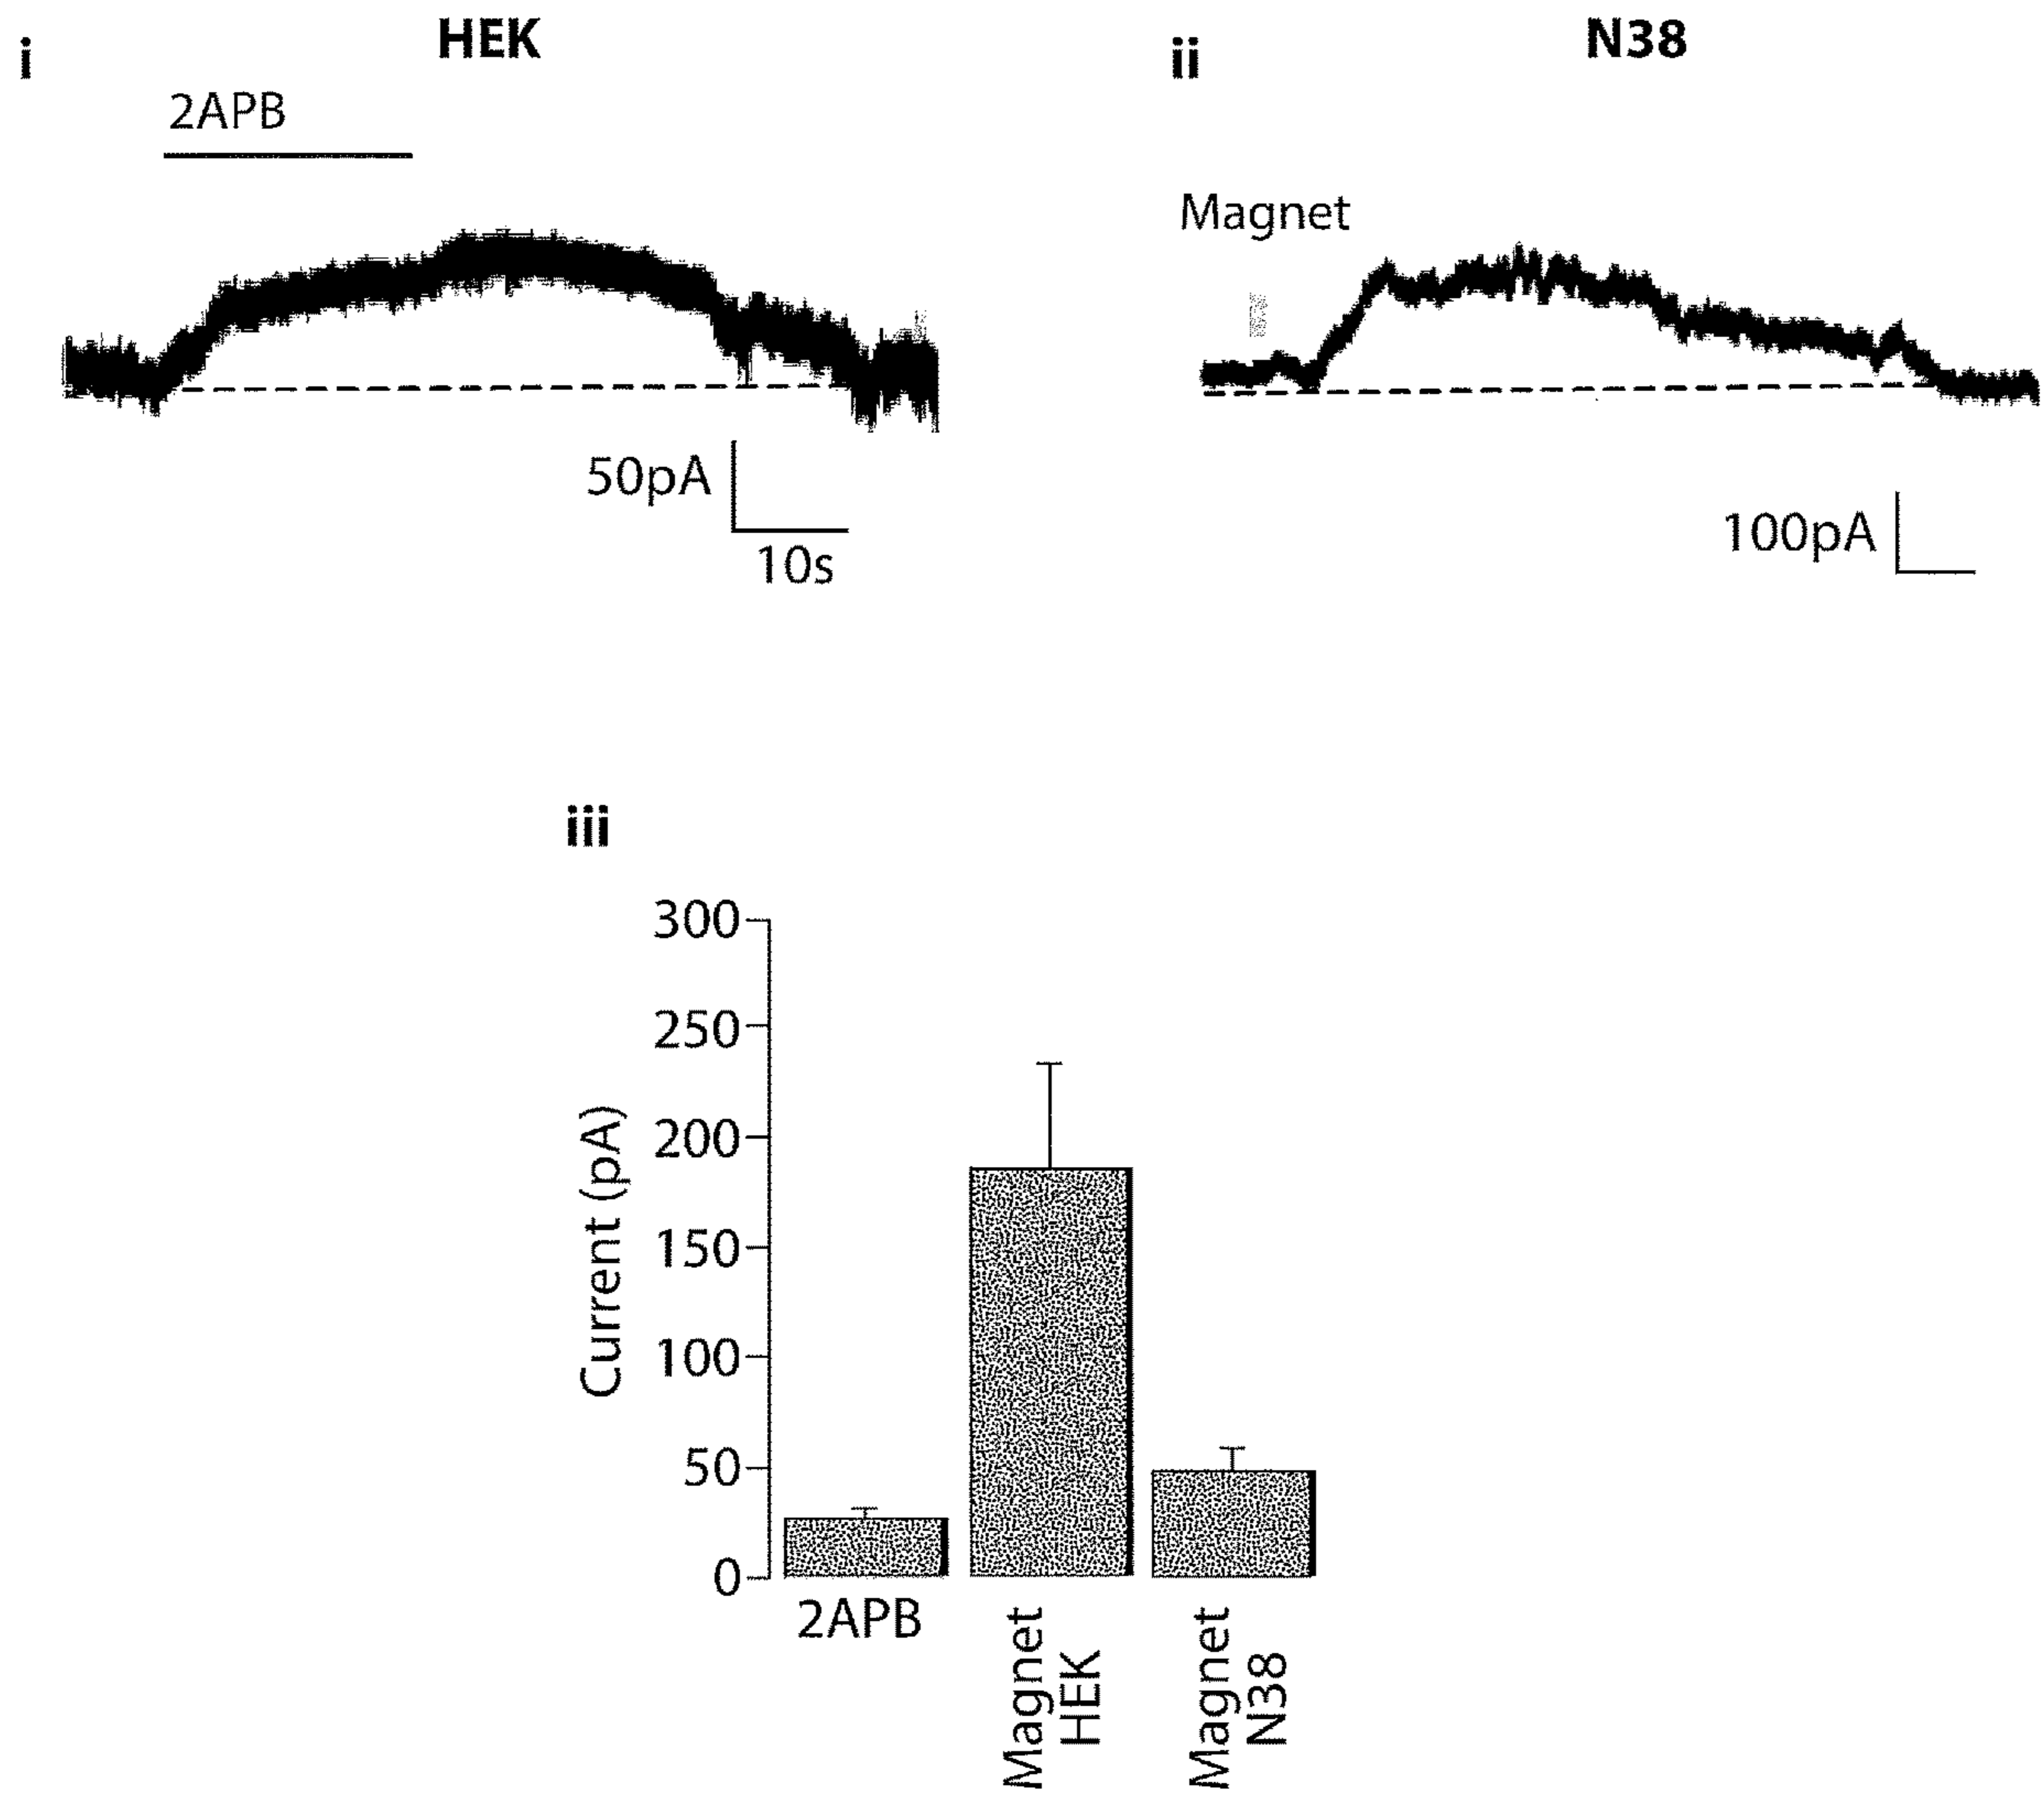 i
HEK
2APB
50pA
10s
ii
N38
Magnet
100pA
iii
300
250
200
150
100
50
0
Current (pA)
2APB
Magnet
HEK
Magnet
N38